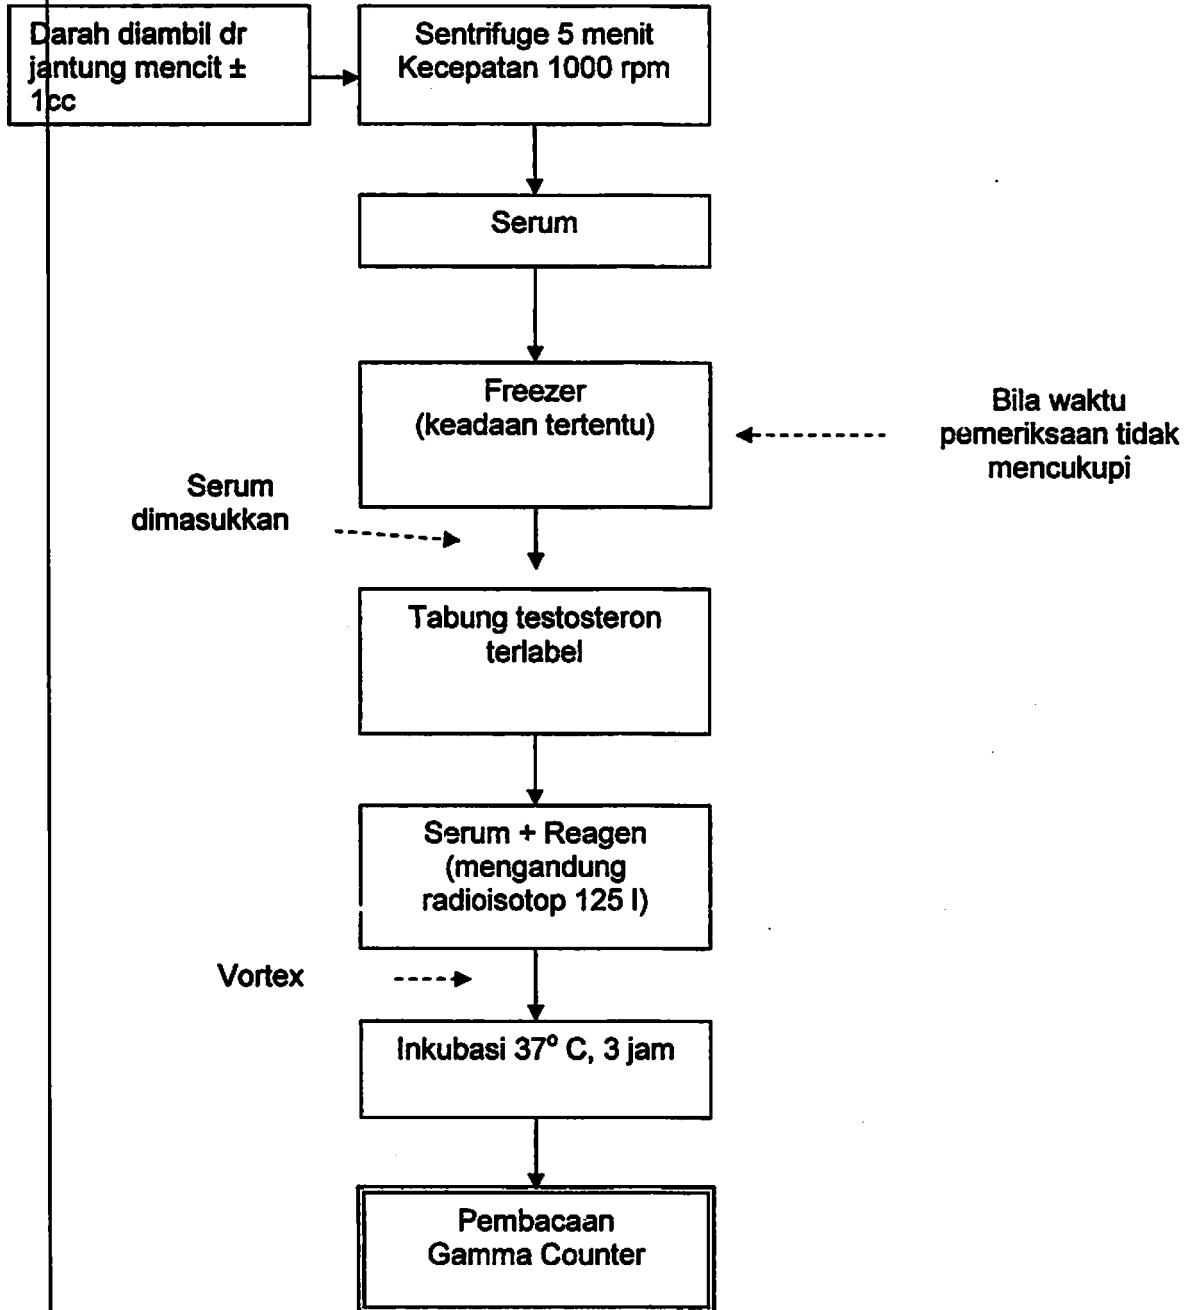 Darah diambil dr
jantung mencit ±
1cc
Sentrifuge 5 menit
Kecepatan 1000 rpm
Serum
Freezer
(keadaan tertentu)
Bila waktu
pemeriksaan tidak
mencukupi
Serum
dimasukkan
Tabung testosteron
terlabel
Serum + Reagen
(mengandung
radioisotop 125 I)
Vortex
Inkubasi 37° C, 3 jam
Pembacaan
Gamma Counter